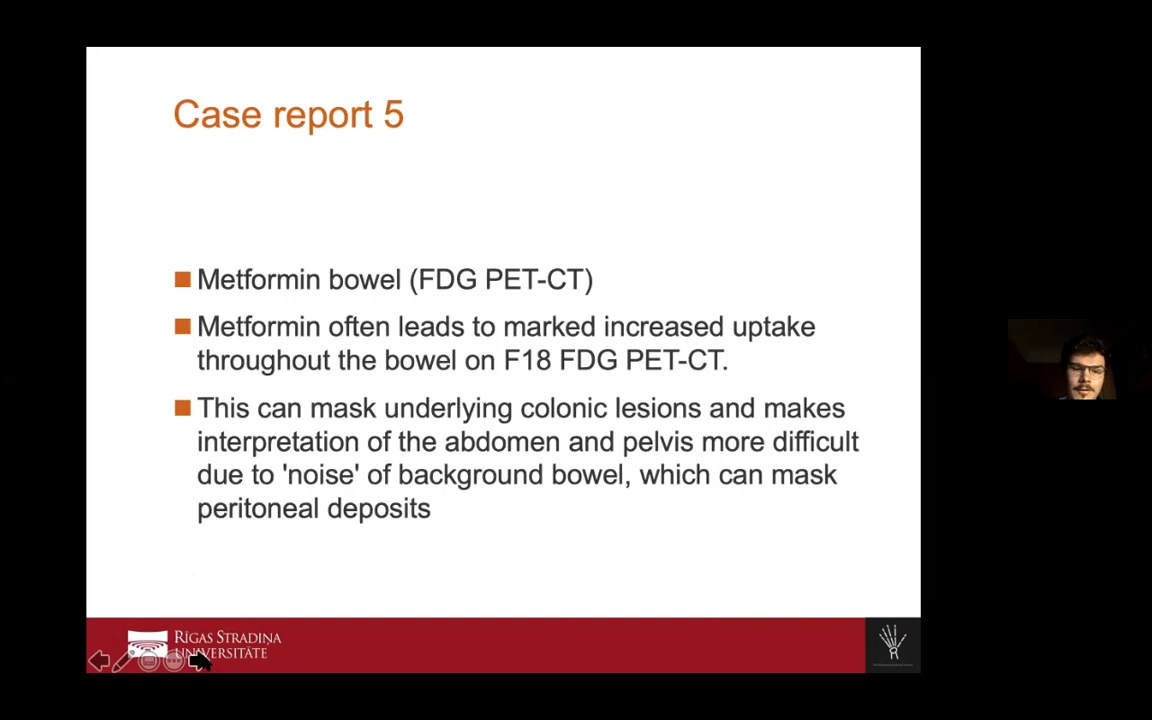 Case report 5
Metformin bowel (FDG PET-CT)
Metformin often leads to marked increased uptake
throughout the bowel on F18 FDG PET-CT.
This can mask underlying colonic lesions and makes
interpretation of the abdomen and pelvis more difficult
due to 'noise' of background bowel, which can mask
peritoneal deposits
RĪGAS STRADIŅA
UNIVERSITĀTE